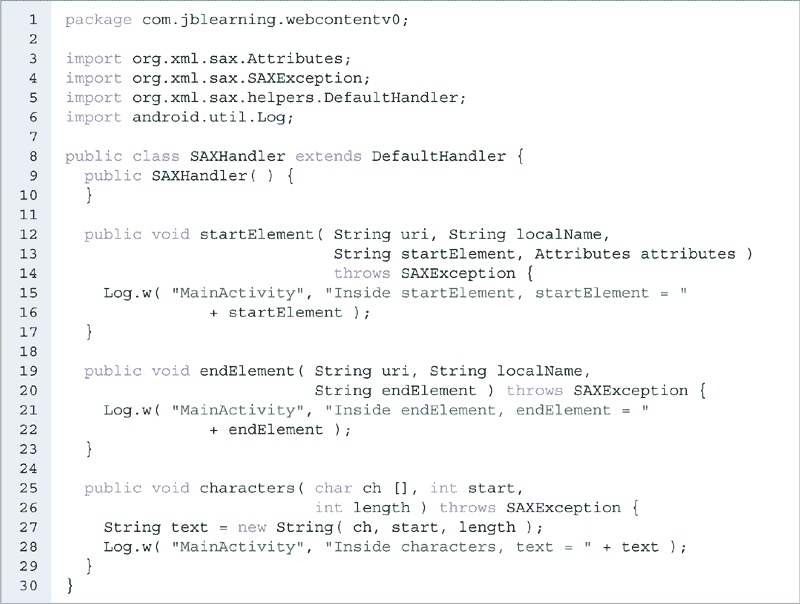 1 package com.jblearning.webcontentv0;
2
3 import org.xml.sax.Attributes;
4 import org.xml.sax.SAXException;
5 import org.xml.sax.helpers.DefaultHandler;
6 import android.util.Log;
7
8 public class SAXHandler extends DefaultHandler {
9   public SAXHandler( ) {
10   }
11
12   public void startElement( String uri, String localName,
13                             String startElement, Attributes attributes )
14                             throws SAXException {
15     Log.w( "MainActivity", "Inside startElement, startElement = "
16                + startElement );
17   }
18
19   public void endElement( String uri, String localName,
20                           String endElement ) throws SAXException {
21     Log.w( "MainActivity", "Inside endElement, endElement = "
22                + endElement );
23   }
24
25   public void characters( char ch [], int start,
26                           int length ) throws SAXException {
27     String text = new String( ch, start, length );
28     Log.w( "MainActivity", "Inside characters, text = " + text );
29   }
30 }